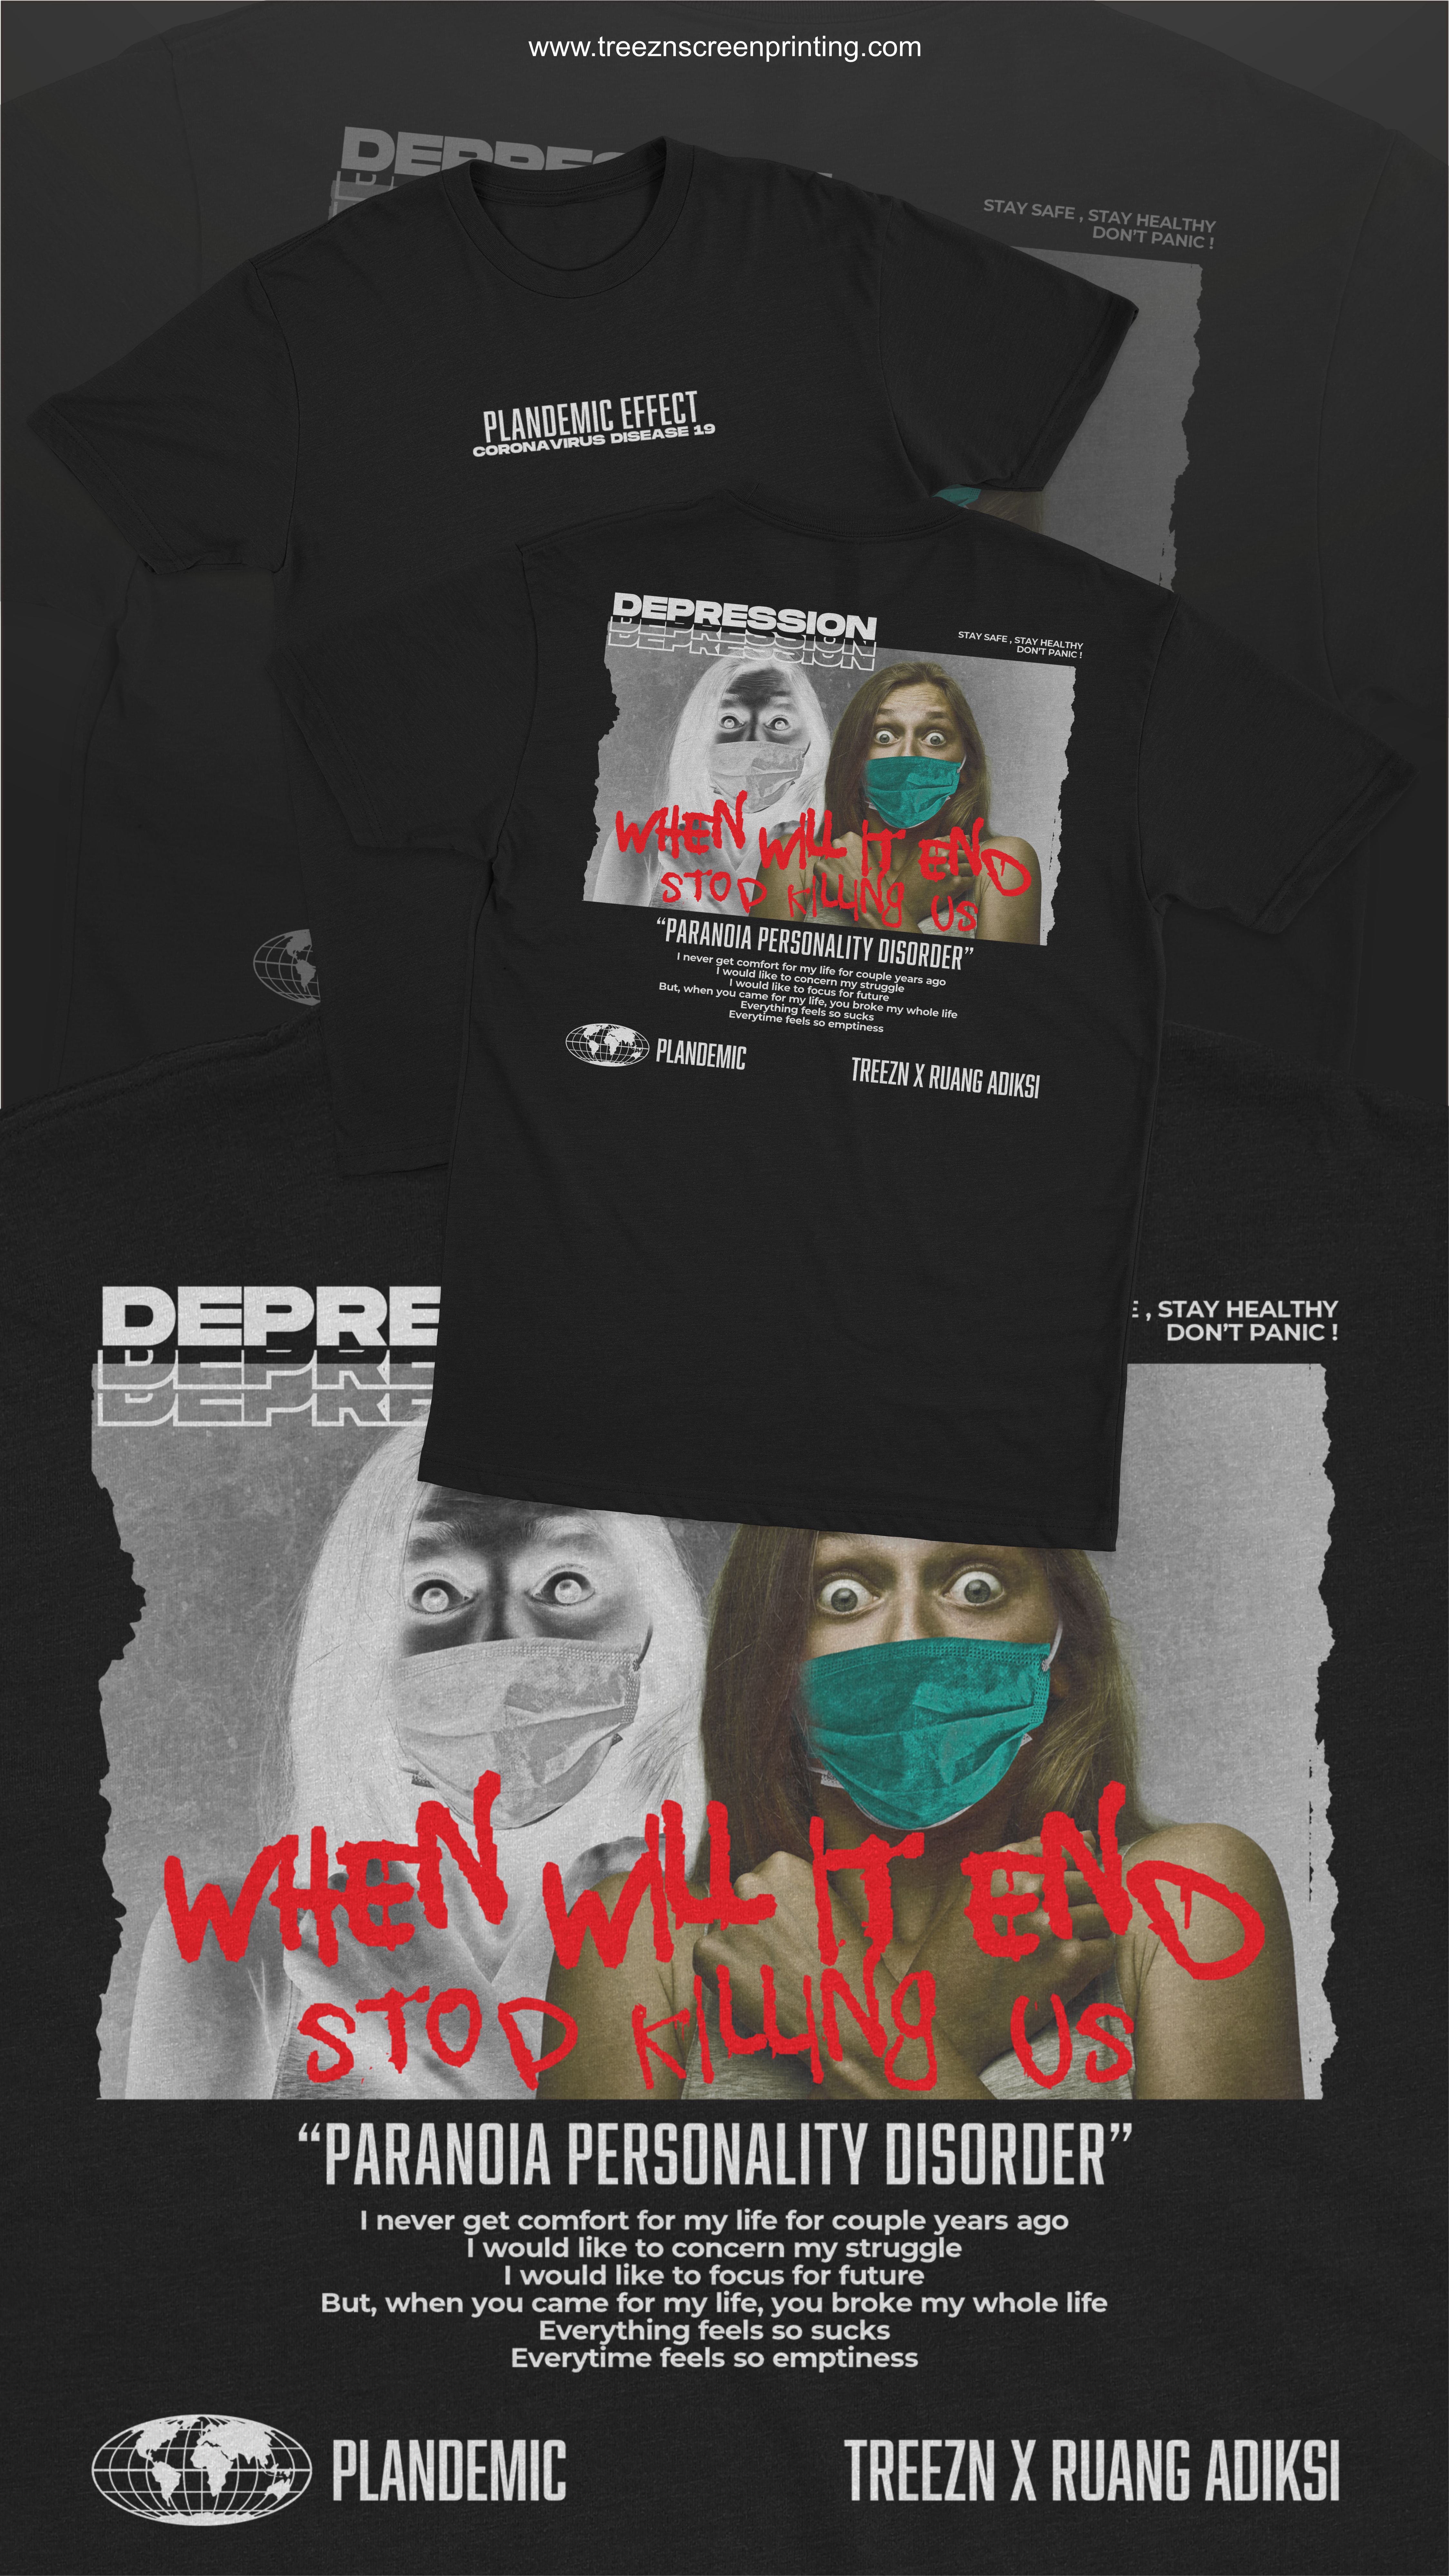 www.treeznscreenprinting.com
DEPRES
STAY SAFE , STAY HEALTHY
DON'T PANIC !
PLANDEMIC EFFECT
CORONAVIRUS DISEASE 19
DEPRESSION
DEPRESSION
DEPRESSION
STAY SAFE , STAY HEALTHY
DON'T PANIC !
WHEN WILL IT END
STOD KILLING US
“PARANOIA PERSONALITY DISORDER”
I never get comfort for my life for couple years ago
I would like to concern my struggle
I would like to focus for future
But, when you came for my life, you broke my whole life
Everything feels so sucks
Everytime feels so emptiness
PLANDEMIC
TREEZN X RUANG ADIKSI
DEPRE
DEPRE
DEPRE
E , STAY HEALTHY
DON'T PANIC !
WHEN WILL IT END
STOD KILLING US
“PARANOIA PERSONALITY DISORDER”
I never get comfort for my life for couple years ago
I would like to concern my struggle
I would like to focus for future
But, when you came for my life, you broke my whole life
Everything feels so sucks
Everytime feels so emptiness
PLANDEMIC
TREEZN X RUANG ADIKSI